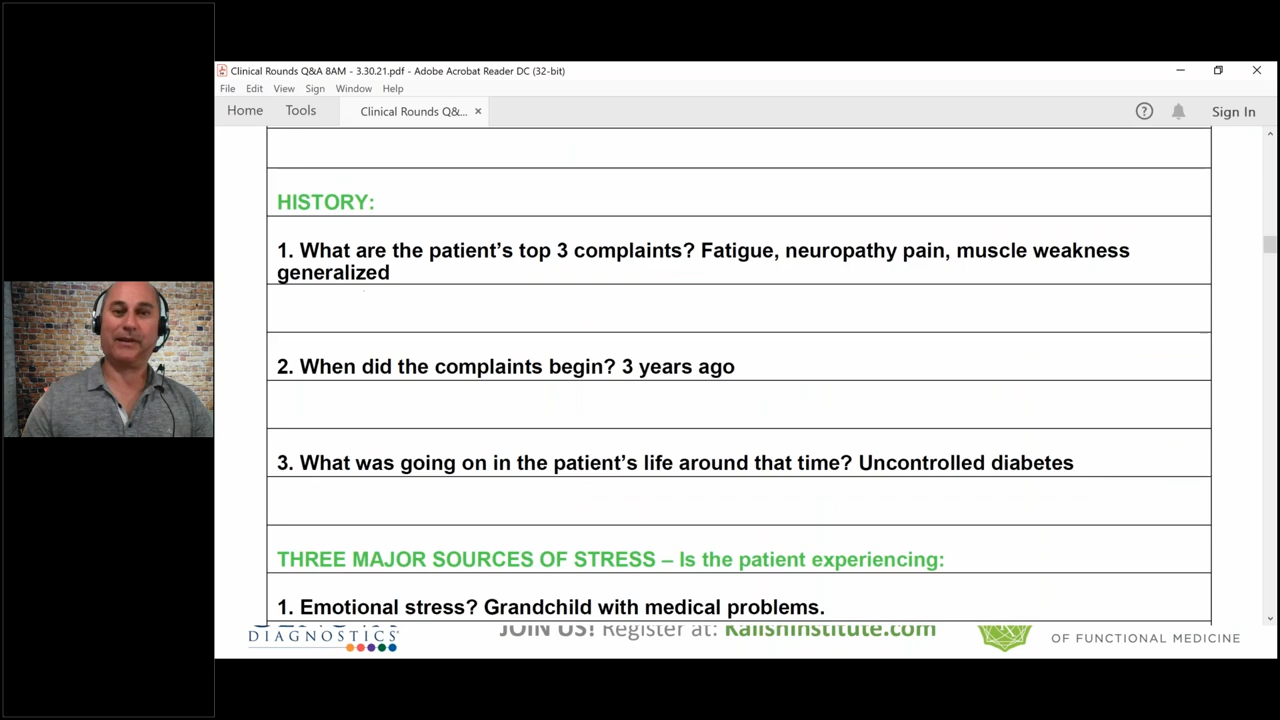 Clinical Rounds Q&A 8AM - 3.30.21.pdf - Adobe Acrobat Reader DC (32-bit)
File Edit View Sign Window Help
Home Tools Clinical Rounds Q&... × Sign In
HISTORY:
1. What are the patient’s top 3 complaints? Fatigue, neuropathy pain, muscle weakness
generalized
2. When did the complaints begin? 3 years ago
3. What was going on in the patient’s life around that time? Uncontrolled diabetes
THREE MAJOR SOURCES OF STRESS – Is the patient experiencing:
1. Emotional stress? Grandchild with medical problems.
DIAGNOSTICS
JOIN US! Register at: KalishInstitute.com
OF FUNCTIONAL MEDICINE